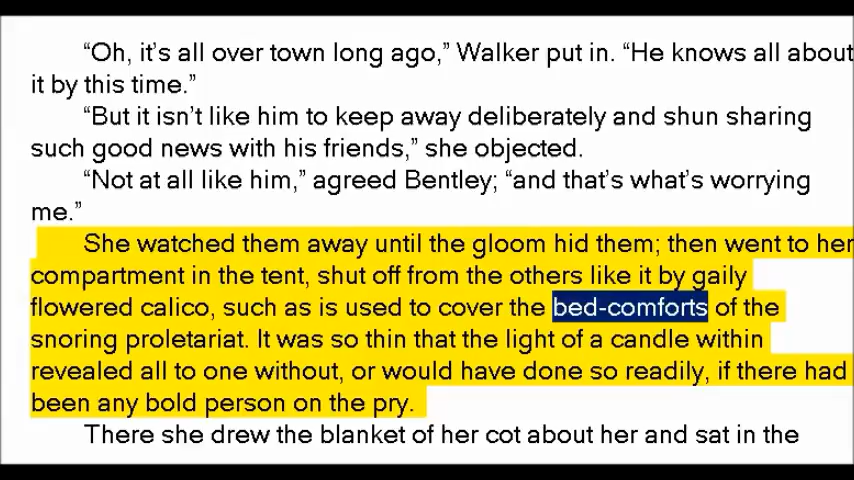 “Oh, it’s all over town long ago,” Walker put in. “He knows all about
it by this time.”
“But it isn’t like him to keep away deliberately and shun sharing
such good news with his friends,” she objected.
“Not at all like him,” agreed Bentley; “and that’s what’s worrying
me.”
She watched them away until the gloom hid them; then went to her
compartment in the tent, shut off from the others like it by gaily
flowered calico, such as is used to cover the bed-comforts of the
snoring proletariat. It was so thin that the light of a candle within
revealed all to one without, or would have done so readily, if there had
been any bold person on the pry.
There she drew the blanket of her cot about her and sat in the